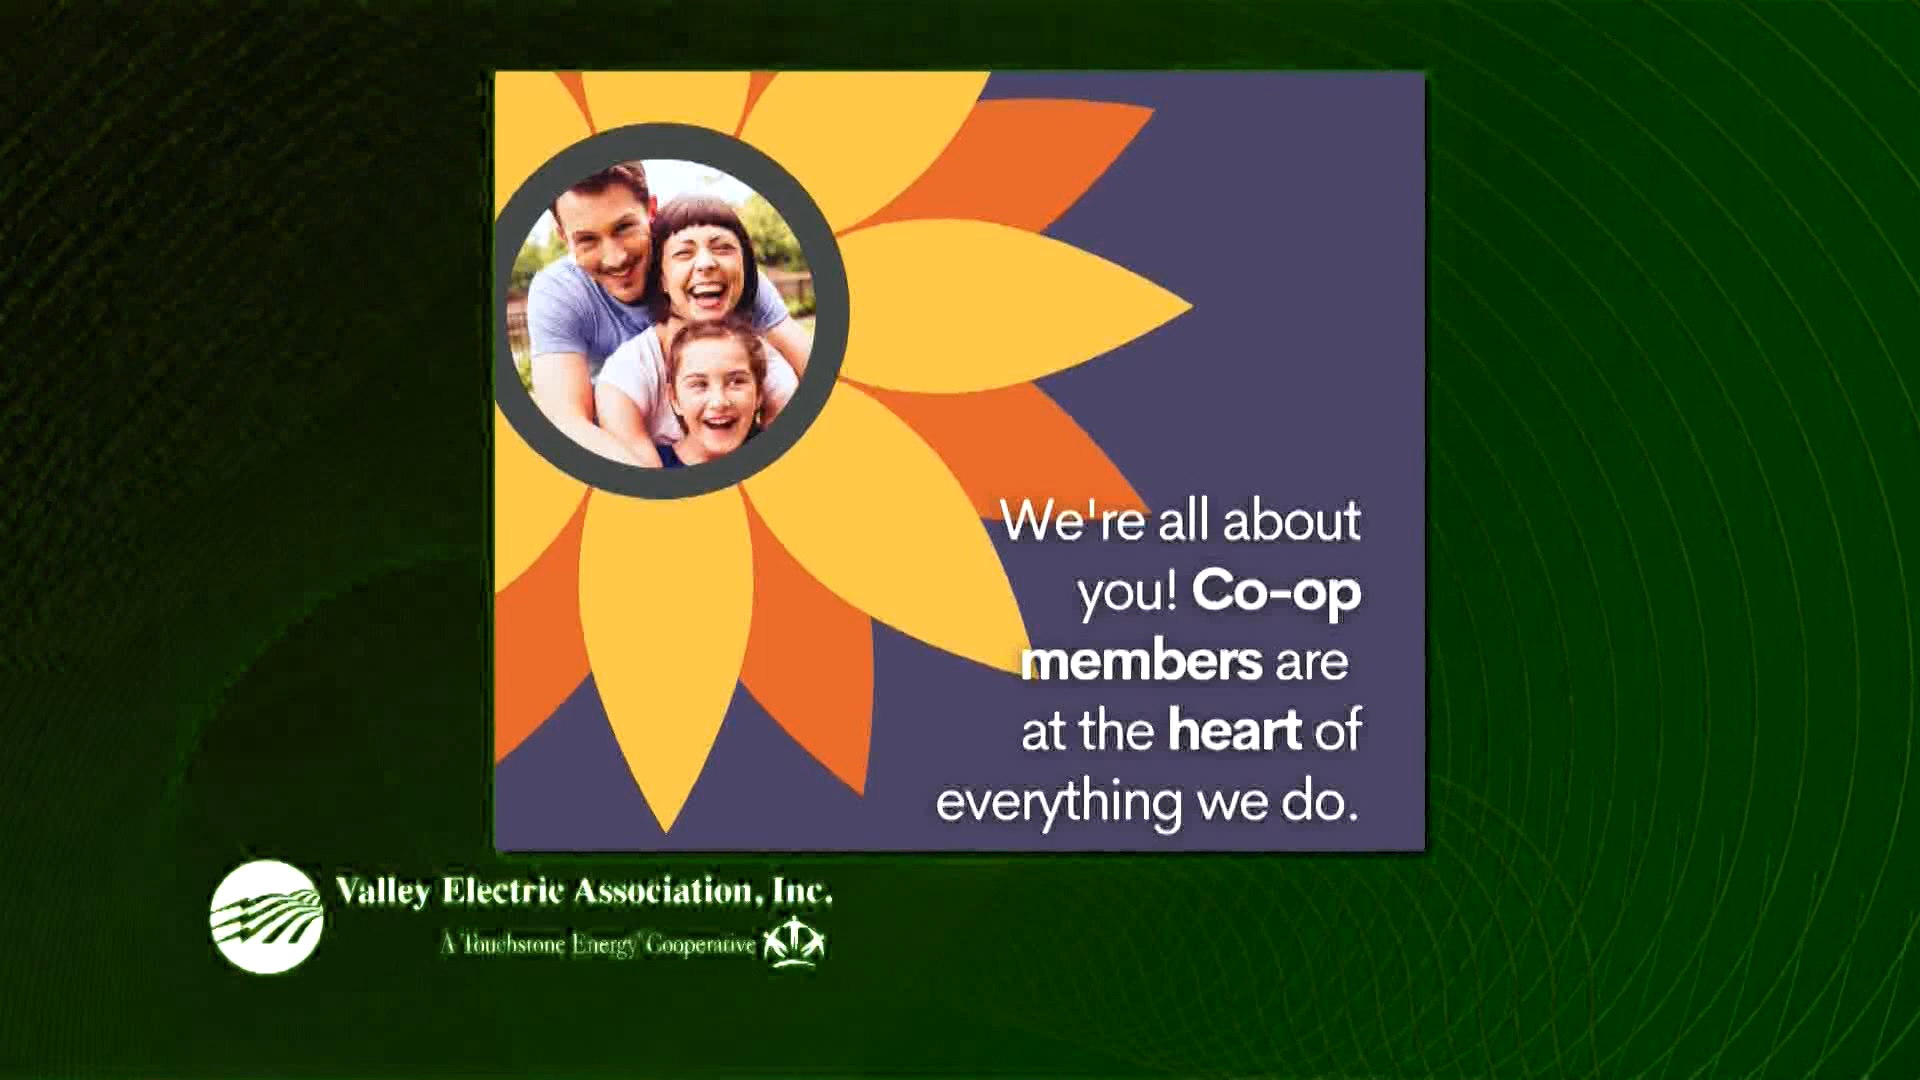 We're all about
you! Co-op
members are
at the heart of
everything we do.
Valley Electric Association, Inc.
A Touchstone Energy Cooperative